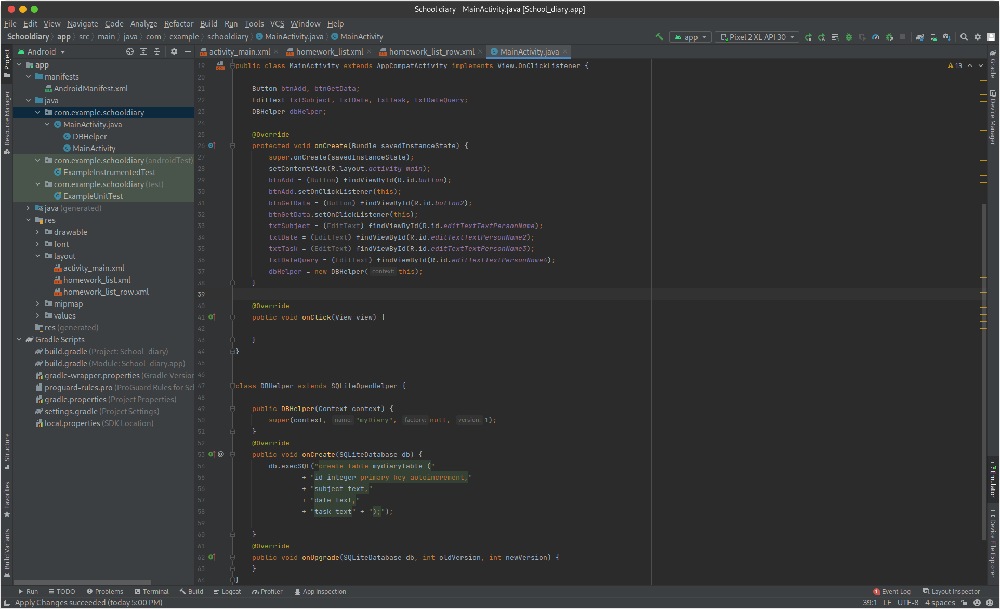 School diary – MainActivity.java [School_diary.app]
File Edit View Navigate Code Analyze Refactor Build Run Tools VCS Window Help
Schooldiary app src main java com example schooldiary MainActivity.java MainActivity
app Pixel 2 XL API 30
Android
activity_main.xml homework_list.xml homework_list_row.xml MainActivity.java
Project
Resource Manager
Structure
Favorites
Build Variants
app
manifests
AndroidManifest.xml
java
com.example.schooldiary
MainActivity.java
DBHelper
MainActivity
com.example.schooldiary (androidTest)
ExampleInstrumentedTest
com.example.schooldiary (test)
ExampleUnitTest
java (generated)
res
drawable
font
layout
activity_main.xml
homework_list.xml
homework_list_row.xml
mipmap
values
res (generated)
Gradle Scripts
build.gradle (Project: School_diary)
build.gradle (Module: School_diary.app)
gradle-wrapper.properties (Gradle Version
proguard-rules.pro (ProGuard Rules for Sch
gradle.properties (Project Properties)
settings.gradle (Project Settings)
local.properties (SDK Location)
19 public class MainActivity extends AppCompatActivity implements View.OnClickListener {
20
21 Button btnAdd, btnGetData;
22 EditText txtSubject, txtDate, txtTask, txtDateQuery;
23 DBHelper dbHelper;
24
25 @Override
26 protected void onCreate(Bundle savedInstanceState) {
27 super.onCreate(savedInstanceState);
28 setContentView(R.layout.activity_main);
29 btnAdd = (Button) findViewById(R.id.button);
30 btnAdd.setOnClickListener(this);
31 btnGetData = (Button) findViewById(R.id.button2);
32 btnGetData.setOnClickListener(this);
33 txtSubject = (EditText) findViewById(R.id.editTextTextPersonName);
34 txtDate = (EditText) findViewById(R.id.editTextTextPersonName2);
35 txtTask = (EditText) findViewById(R.id.editTextTextPersonName3);
36 txtDateQuery = (EditText) findViewById(R.id.editTextTextPersonName4);
37 dbHelper = new DBHelper( context: this);
38 }
39
40 @Override
41 public void onClick(View view) {
42
43 }
44 }
45
46
47 class DBHelper extends SQLiteOpenHelper {
48
49 public DBHelper(Context context) {
50 super(context, name: "myDiary", factory: null, version: 1);
51 }
52 @Override
53 @ public void onCreate(SQLiteDatabase db) {
54 db.execSQL("create table mydiarytable ("
55 + "id integer primary key autoincrement,"
56 + "subject text,"
57 + "date text,"
58 + "task text" + ");");
59
60 }
61 @Override
62 public void onUpgrade(SQLiteDatabase db, int oldVersion, int newVersion) {
63 }
64 }
13
Gradle
Device Manager
Emulator
Device File Explorer
Run TODO Problems Terminal Build Logcat Profiler App Inspection 1 Event Log Layout Inspector
Apply Changes succeeded (today 5:00 PM) 39:1 LF UTF-8 4 spaces